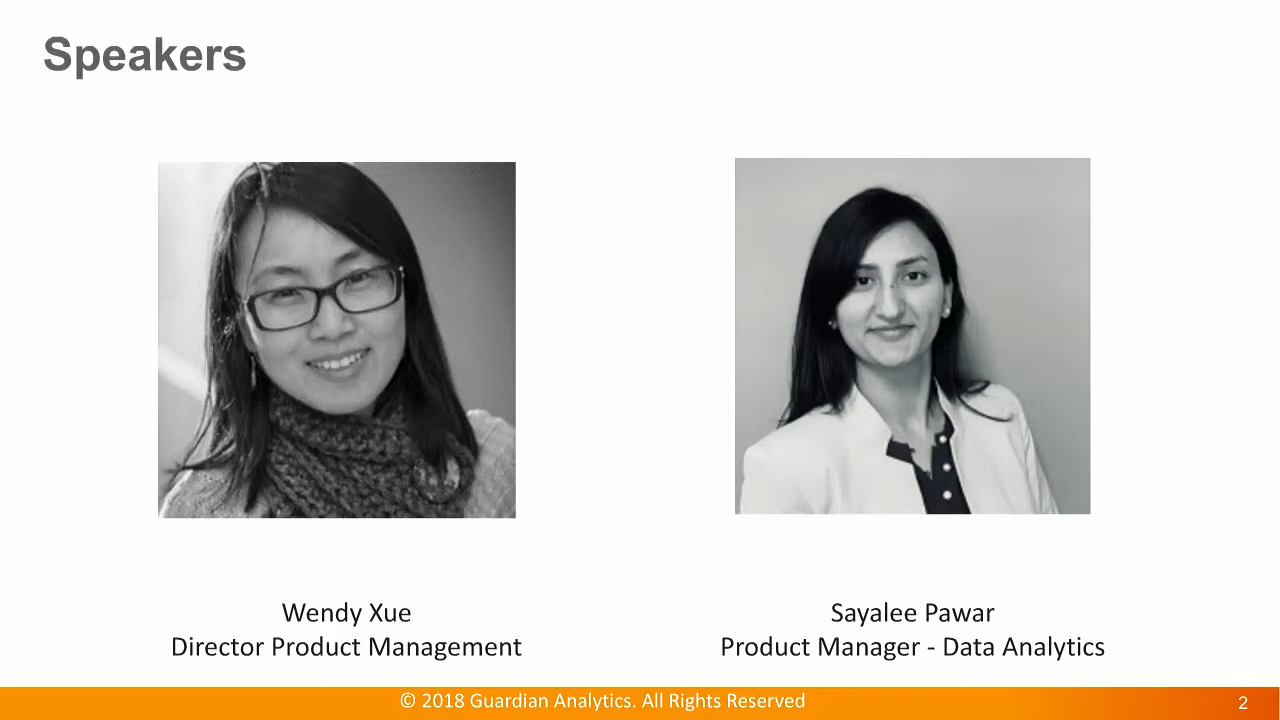 Speakers
Wendy Xue
Director Product Management
Sayalee Pawar
Product Manager - Data Analytics
© 2018 Guardian Analytics. All Rights Reserved
2